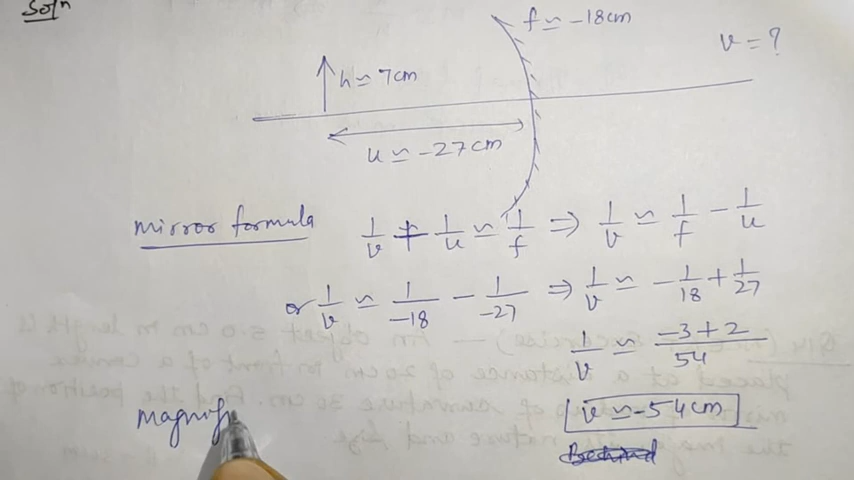 Solⁿ
f = -18cm
v = ?
h = 7cm
u = -27cm
mirror formula 1/v + 1/u = 1/f ⇒ 1/v = 1/f - 1/u
or 1/v = 1/-18 - 1/-27 ⇒ 1/v = -1/18 + 1/27
1/v = -3+2/54
v = -54cm
Magnif